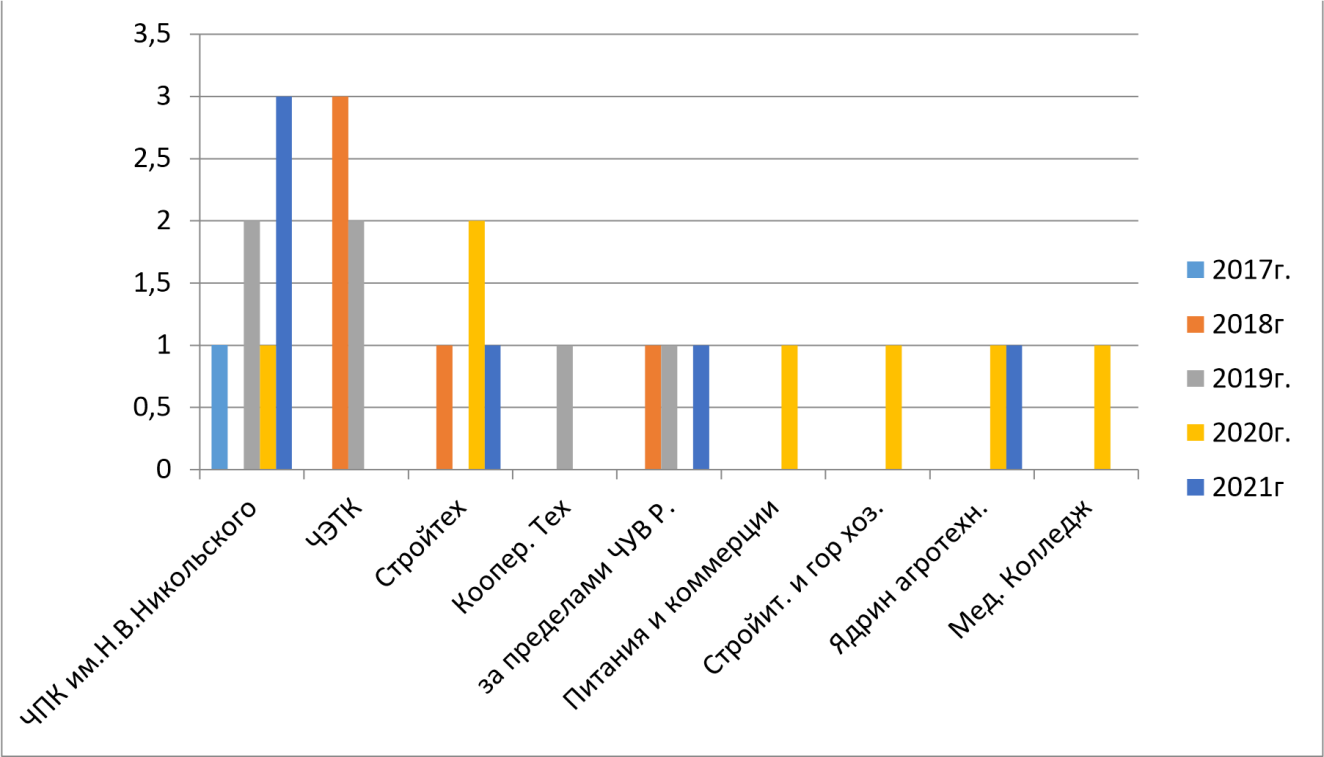 3,5
3
2,5
2
1,5
1
0,5
0
ЧПК им.Н.В.Никольского
ЧЭТК
Стройтех
Коопер. Тех
за пределами ЧУВ Р.
Питания и коммерции
Стройит. и гор хоз.
Ядрин агротехн.
Мед. Колледж
2017г.
2018г
2019г.
2020г.
2021г